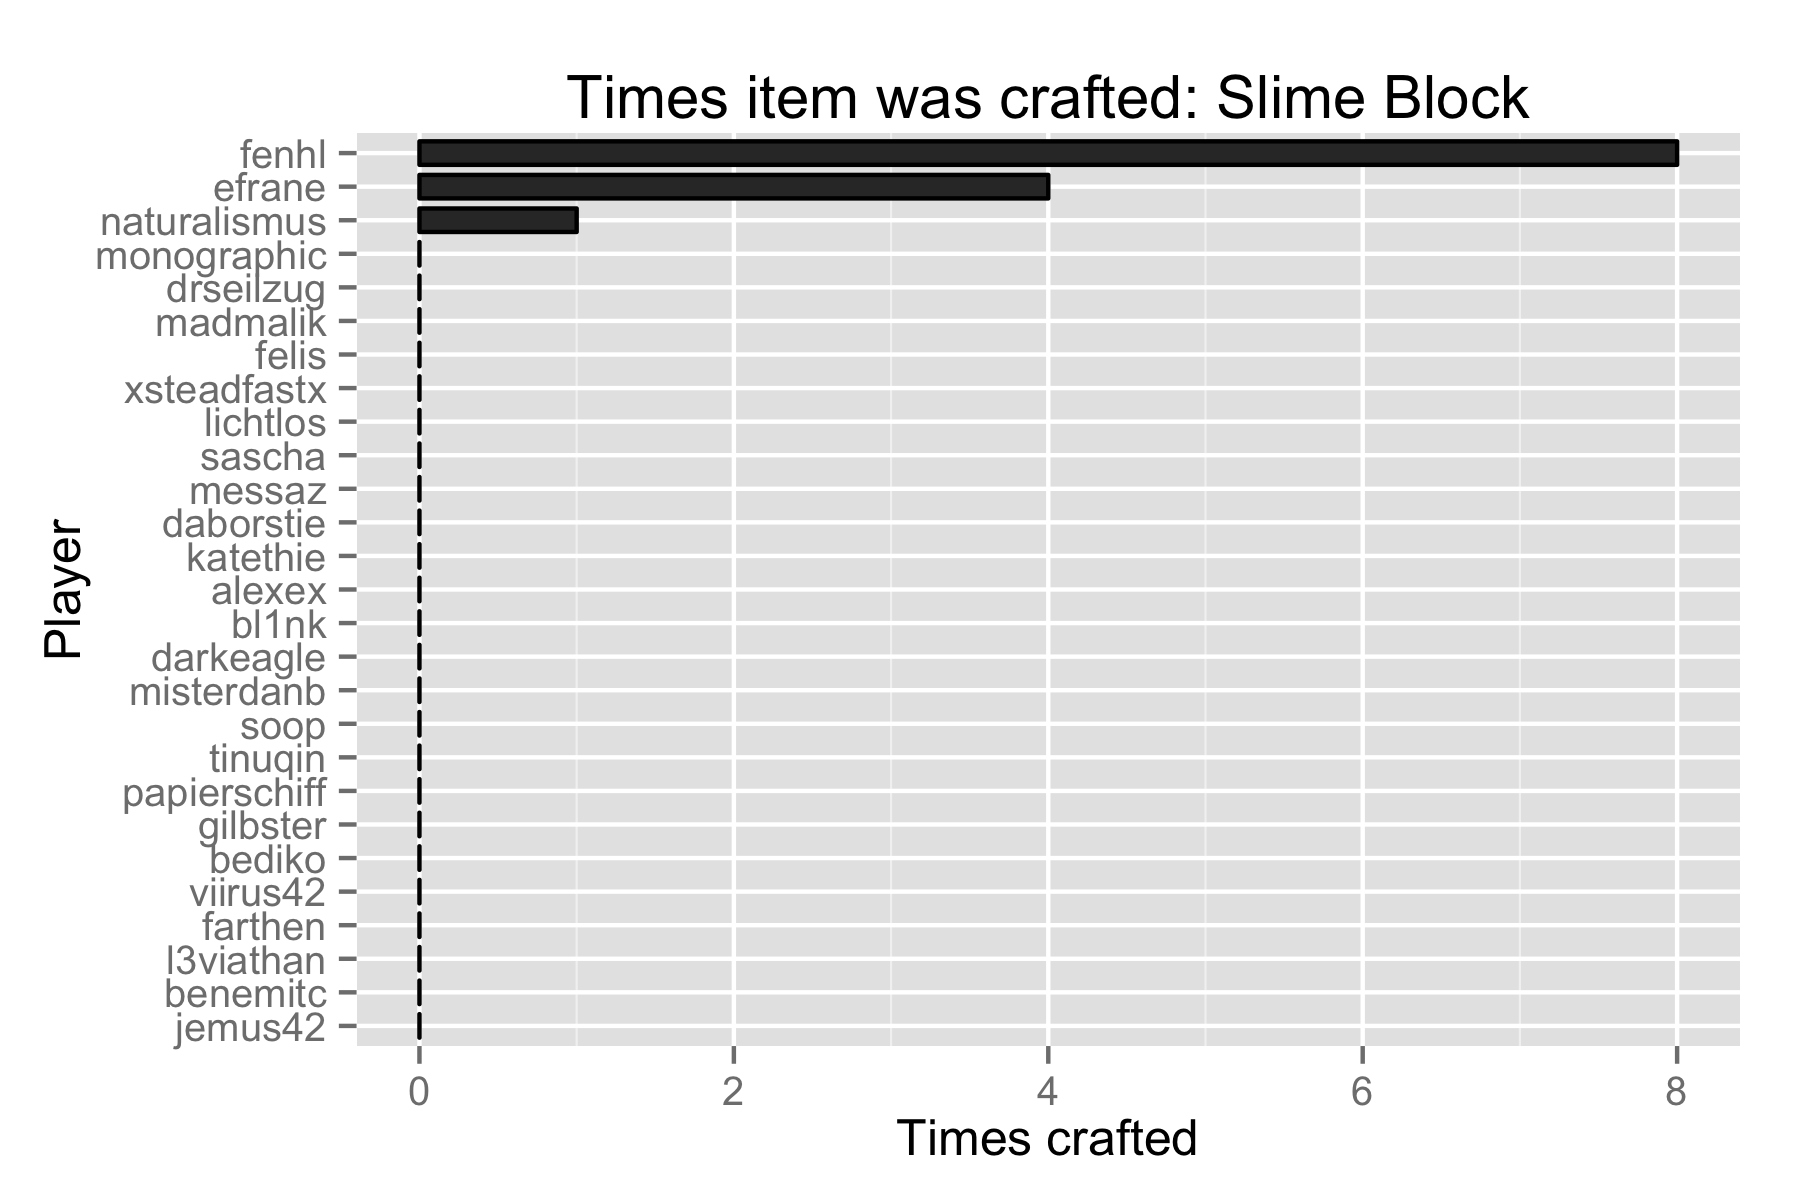 Times item was crafted: Slime Block
fenhl
efrane
naturalismus
monographic
drseilzug
madmalik
felis
xsteadfastx
lichtlos
sascha
messaz
daborstie
katethie
alexex
bl1nk
darkeagle
misterdanb
soop
tinuqin
papierschiff
gilbster
bediko
viirus42
farthen
l3viathan
benemitc
jemus42
Player
0 2 4 6 8
Times crafted